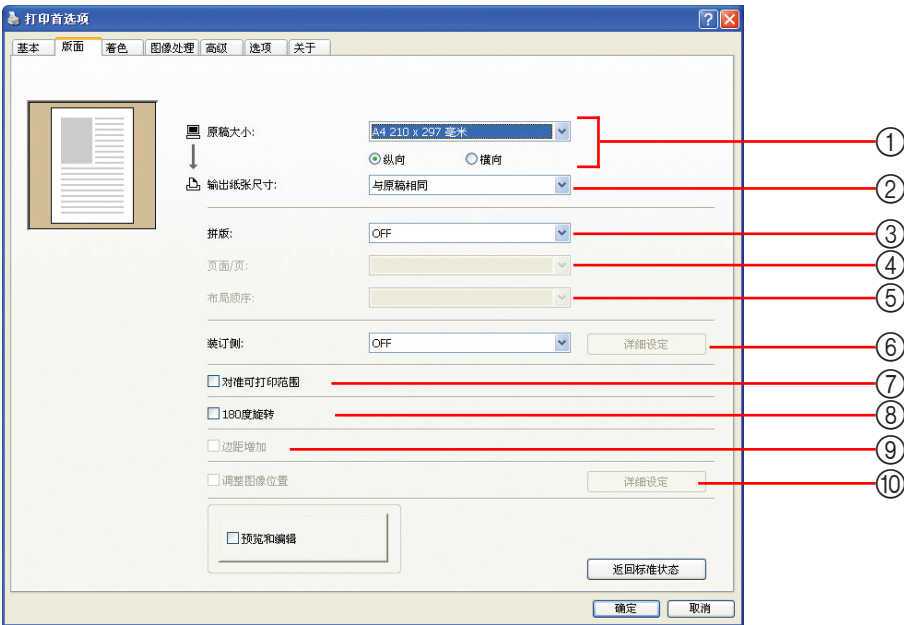 打印首选项
基本 版面 着色 图像处理 高级 选项 关于
原稿大小: A4 210 x 297 毫米
①
纵向 横向
输出纸张尺寸: 与原稿相同 ②
拼版: OFF ③
页面/页: ④
布局顺序: ⑤
装订侧: OFF 详细设定 ⑥
对准可打印范围 ⑦
180度旋转 ⑧
边距增加 ⑨
调整图像位置 详细设定 ⑩
预览和编辑
返回标准状态
确定 取消